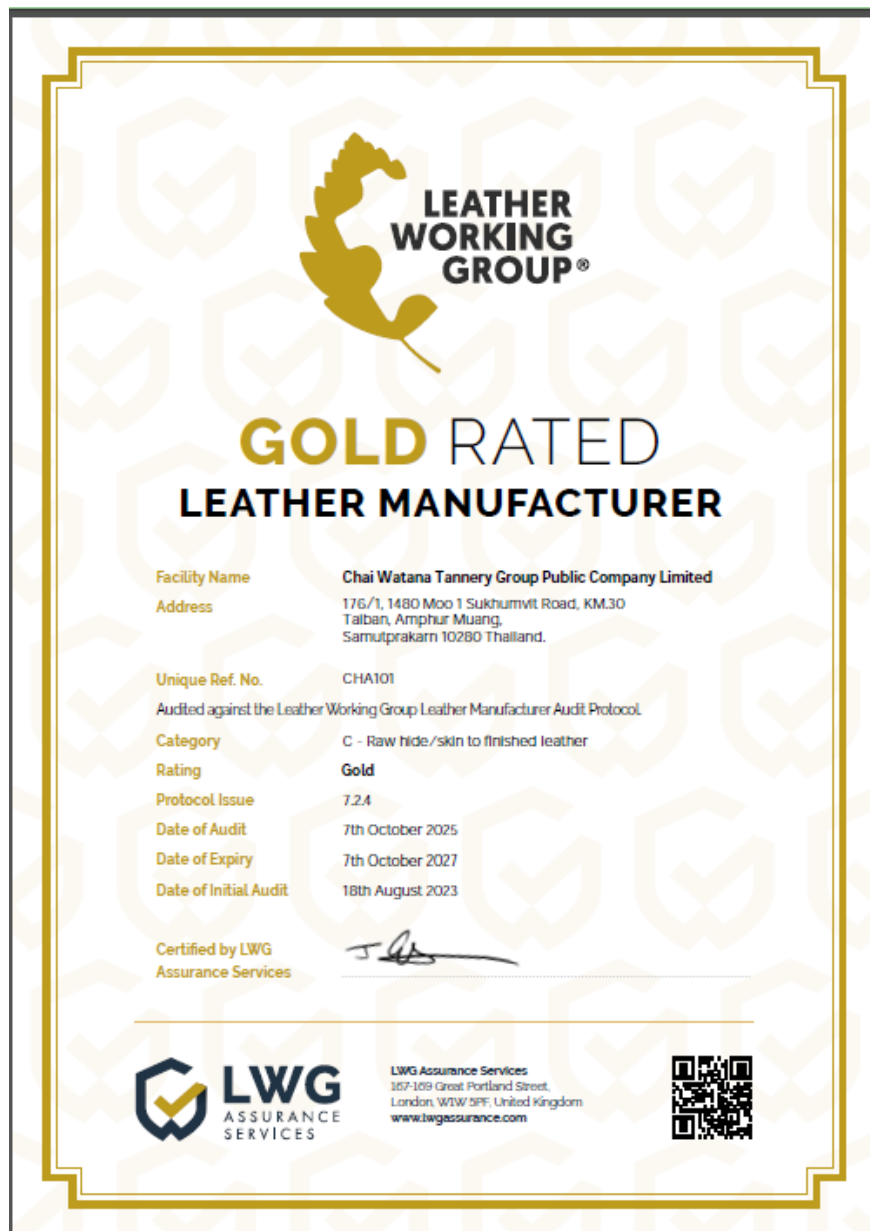 LEATHER
WORKING
GROUP®
GOLD RATED
LEATHER MANUFACTURER
Facility Name Chai Watana Tannery Group Public Company Limited
Address 176/1, 1480 Moo 1 Sukhumvit Road, KM.30
Taiban, Amphur Muang,
Samutprakarn 10280 Thailand.
Unique Ref. No. CHA101
Audited against the Leather Working Group Leather Manufacturer Audit Protocol.
Category C - Raw hide/skin to finished leather
Rating Gold
Protocol Issue 7.2.4
Date of Audit 7th October 2025
Date of Expiry 7th October 2027
Date of Initial Audit 18th August 2023
Certified by LWG
Assurance Services
LWG
ASSURANCE
SERVICES
LWG Assurance Services
167-169 Great Portland Street,
London, W1W 5PF, United Kingdom
www.lwgassurance.com